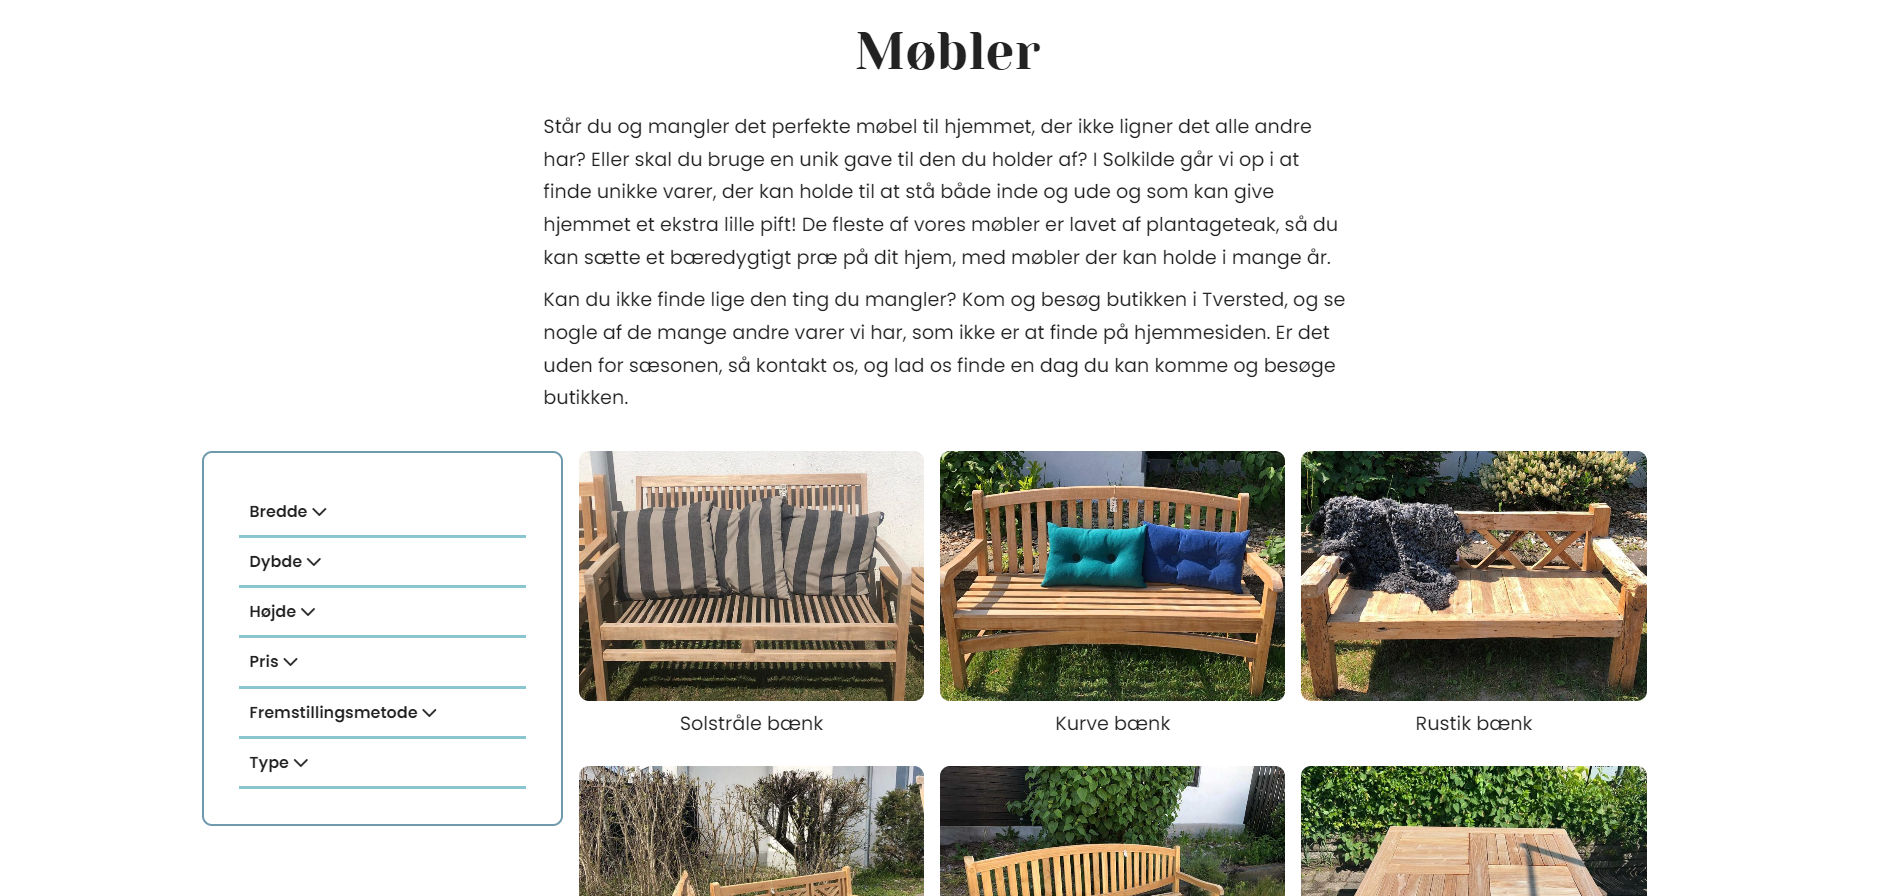 Møbler
Står du og mangler det perfekte møbel til hjemmet, der ikke ligner det alle andre
har? Eller skal du bruge en unik gave til den du holder af? I Solkilde går vi op i at
finde unikke varer, der kan holde til at stå både inde og ude og som kan give
hjemmet et ekstra lille pift! De fleste af vores møbler er lavet af plantageteak, så du
kan sætte et bæredygtigt præ på dit hjem, med møbler der kan holde i mange år.
Kan du ikke finde lige den ting du mangler? Kom og besøg butikken i Tversted, og se
nogle af de mange andre varer vi har, som ikke er at finde på hjemmesiden. Er det
uden for sæsonen, så kontakt os, og lad os finde en dag du kan komme og besøge
butikken.
Bredde
Dybde
Højde
Pris
Fremstillingsmetode
Type
Solstråle bænk
Kurve bænk
Rustik bænk